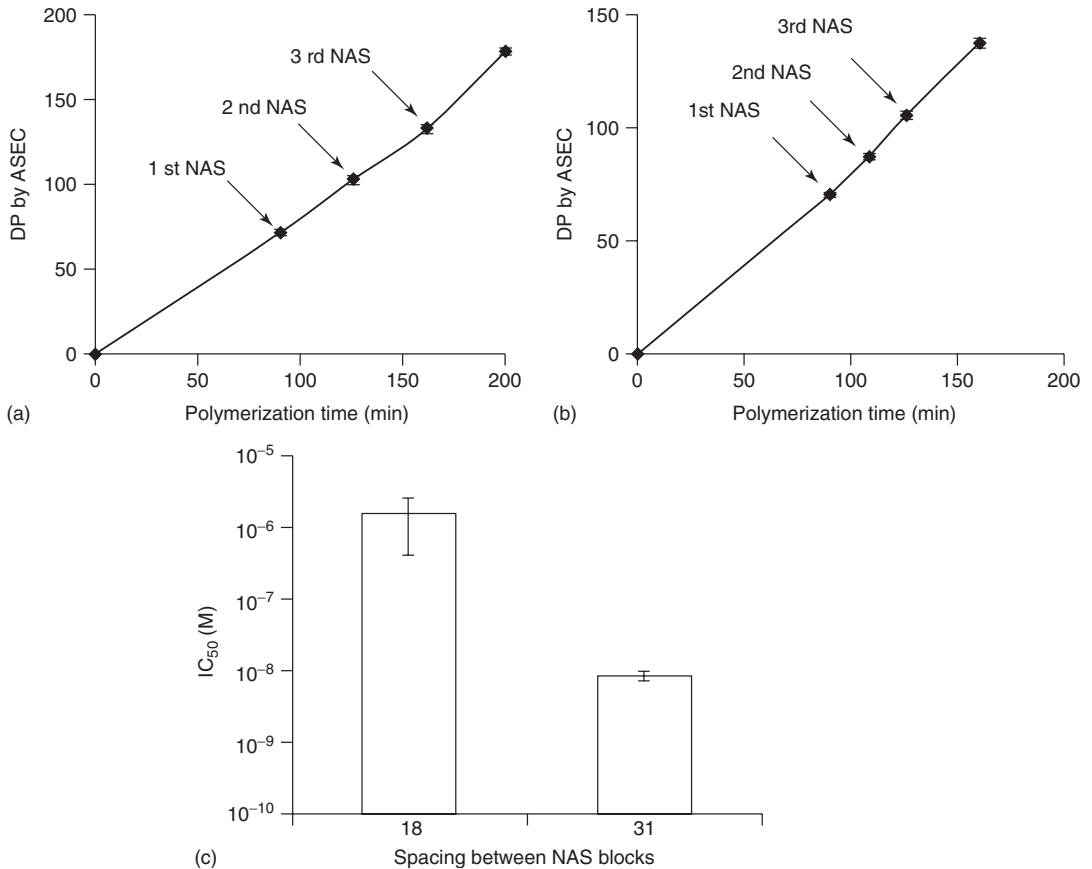 200
150
100
50
0
DP by ASEC
1 st NAS
2 nd NAS
3 rd NAS
0 50 100 150 200
Polymerization time (min)
(a)
150
100
50
0
DP by ASEC
1st NAS
2nd NAS
3rd NAS
0 50 100 150 200
Polymerization time (min)
(b)
10⁻⁵
10⁻⁶
10⁻⁷
10⁻⁸
10⁻⁹
10⁻¹⁰
IC₅₀ (M)
18 31
Spacing between NAS blocks
(c)